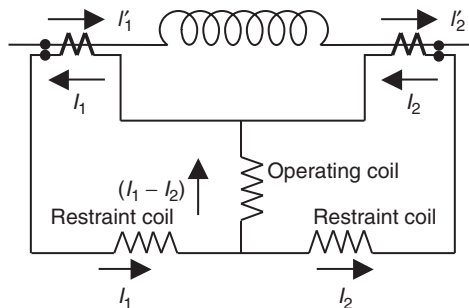 I′₁ I′₂
I₁ I₂
Operating coil
(I₁ – I₂)
Restraint coil Restraint coil
I₁ I₂